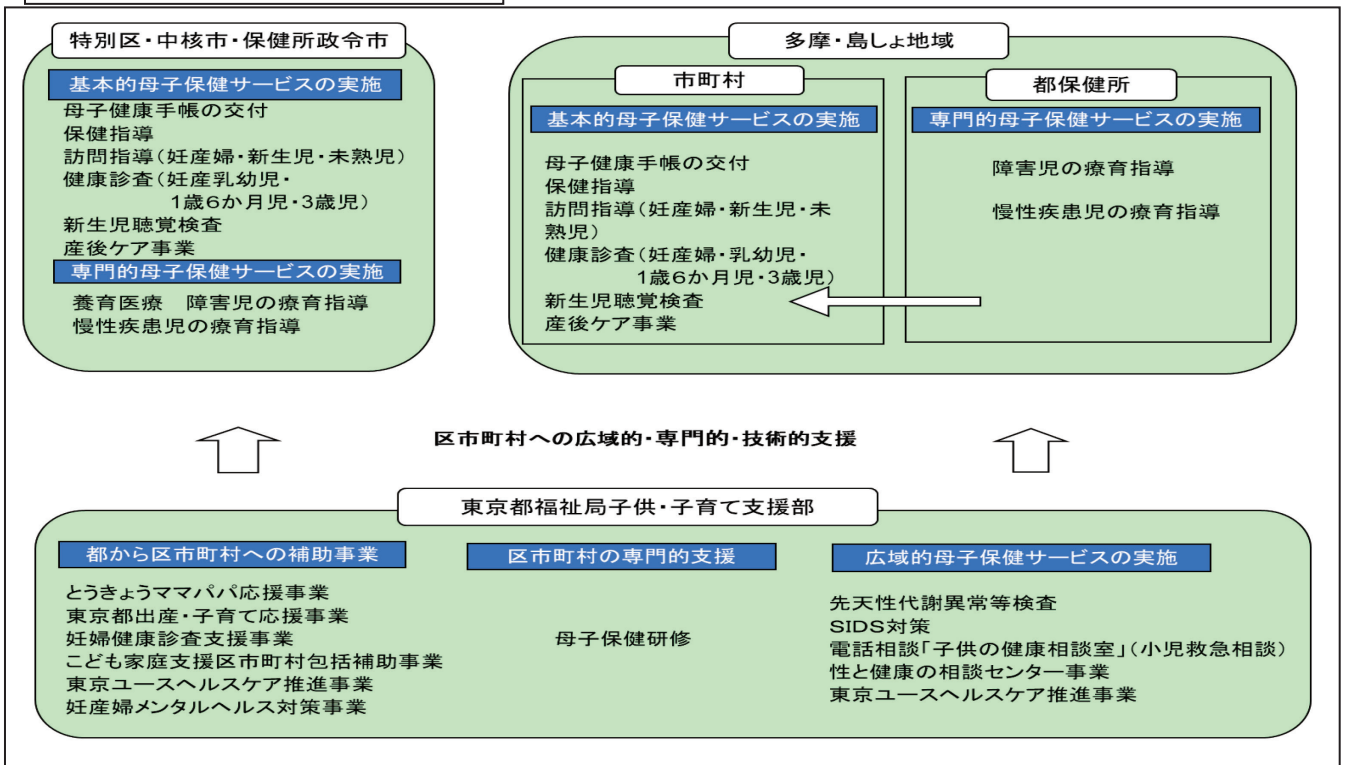 特別区・中核市・保健所政令市
基本的母子保健サービスの実施
母子健康手帳の交付
保健指導
訪問指導（妊産婦・新生児・未熟児）
健康診査（妊産乳幼児・
1歳6か月児・3歳児）
新生児聴覚検査
産後ケア事業
専門的母子保健サービスの実施
養育医療　障害児の療育指導
慢性疾患児の療育指導
多摩・島しょ地域
市町村
基本的母子保健サービスの実施
母子健康手帳の交付
保健指導
訪問指導（妊産婦・新生児・未
熟児）
健康診査（妊産婦・乳幼児・
1歳6か月児・3歳児）
新生児聴覚検査
産後ケア事業
都保健所
専門的母子保健サービスの実施
障害児の療育指導
慢性疾患児の療育指導
区市町村への広域的・専門的・技術的支援
東京都福祉局子供・子育て支援部
都から区市町村への補助事業
とうきょうママパパ応援事業
東京都出産・子育て応援事業
妊婦健康診査支援事業
こども家庭支援区市町村包括補助事業
東京ユースヘルスケア推進事業
妊産婦メンタルヘルス対策事業
区市町村の専門的支援
母子保健研修
広域的母子保健サービスの実施
先天性代謝異常等検査
SIDS対策
電話相談「子供の健康相談室」（小児救急相談）
性と健康の相談センター事業
東京ユースヘルスケア推進事業